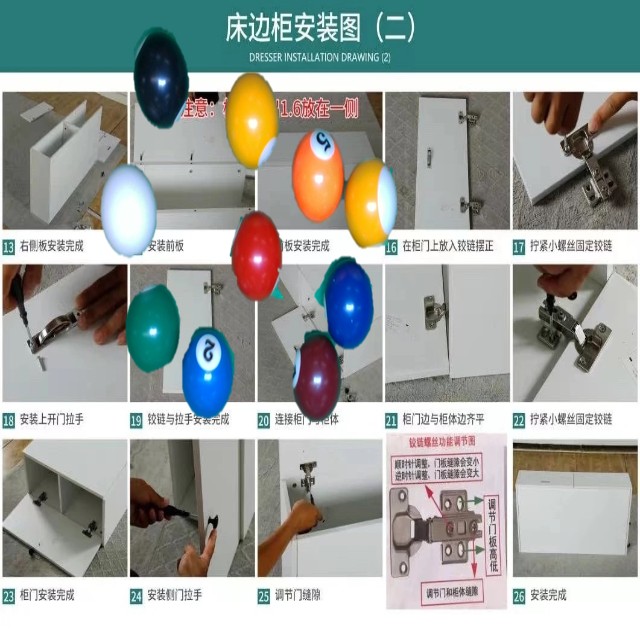 床边柜安装图（二）
DRESSER INSTALLATION DRAWING (2)
注意：
1.6放在一侧
5
13 右侧板安装完成
安装前板
板安装完成
16 在柜门上放入铰链摆正
17 拧紧小螺丝固定铰链
2
18 安装上开门拉手
19 铰链与拉手安装完成
20 连接柜门与柜体
21 柜门边与柜体边齐平
22 拧紧小螺丝固定铰链
铰链螺丝功能调节图
顺时针调整，门板缝隙会变小
逆时针调整，门板缝隙会变大
调节门板高低
调节门和柜体缝隙
23 柜门安装完成
24 安装侧门拉手
25 调节门缝隙
26 安装完成